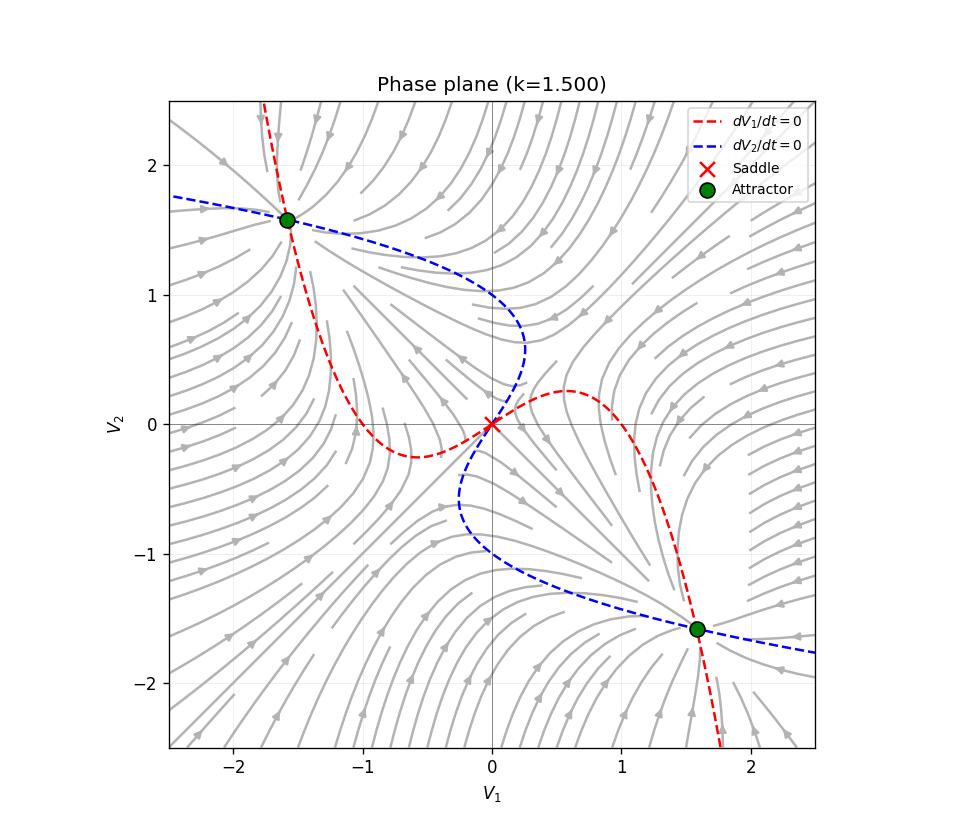 Phase plane (k=1.500)
dV₁/dt = 0
dV₂/dt = 0
Saddle
Attractor
2
1
0
−1
−2
V₂
−2 −1 0 1 2
V₁